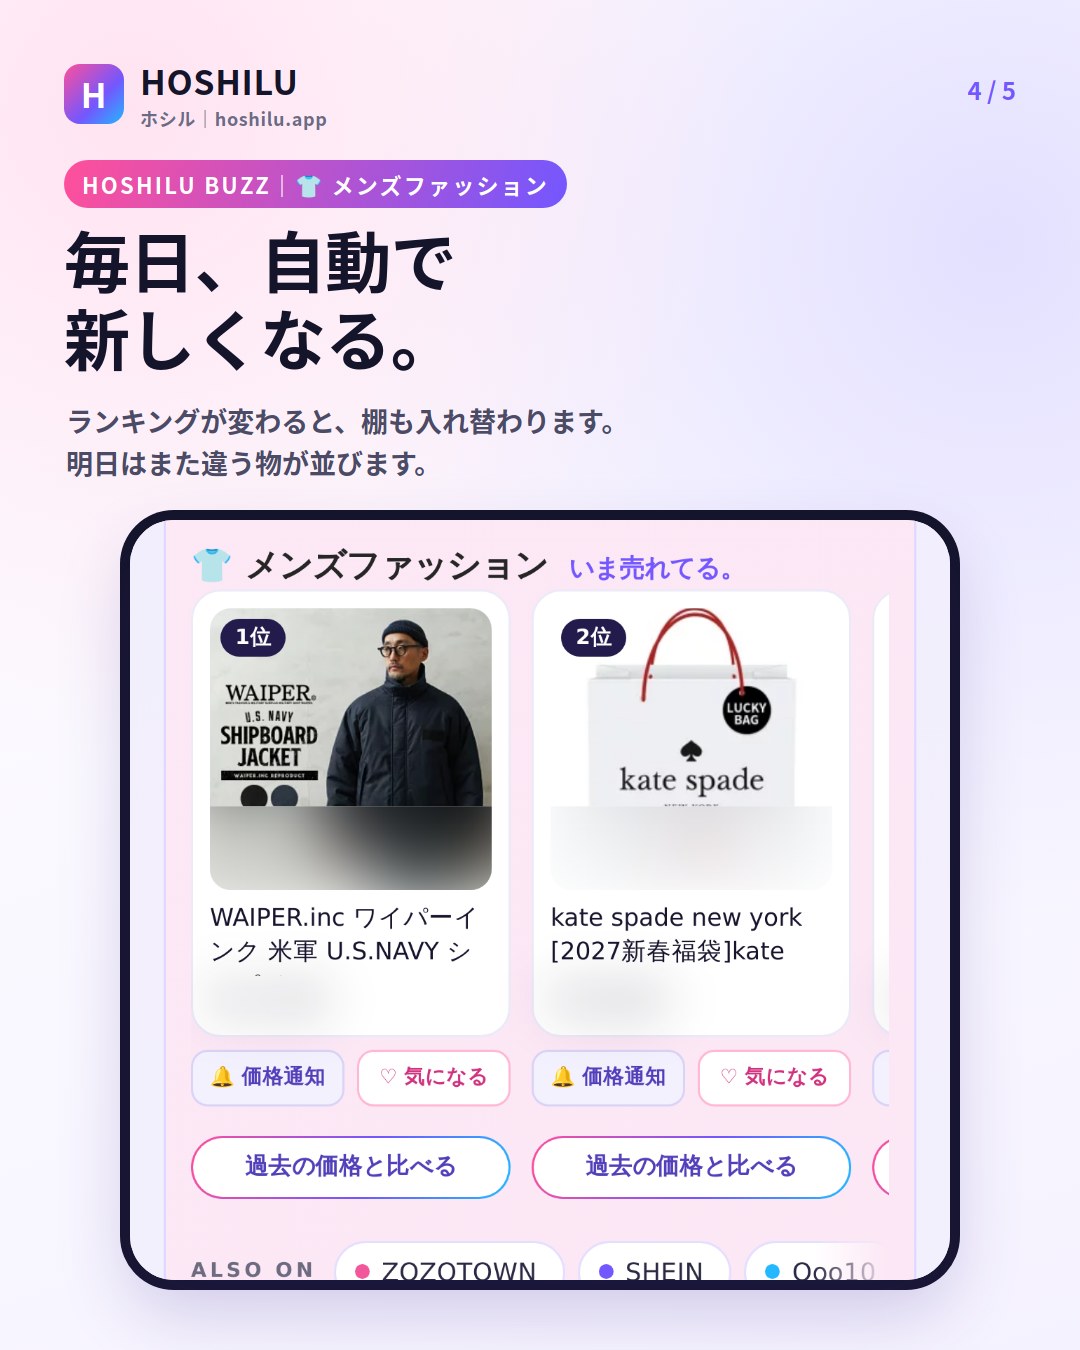 H
HOSHILU
ホシル｜hoshilu.app
4 / 5
HOSHILU BUZZ｜👕 メンズファッション
毎日、自動で
新しくなる。
ランキングが変わると、棚も入れ替わります。
明日はまた違う物が並びます。
👕 メンズファッション いま売れてる。
1位
WAIPER®
U.S. NAVY
SHIPBOARD
JACKET
WAIPER.INC REPRODUCT
2位
LUCKY
BAG
kate spade
NEW YORK
WAIPER.inc ワイパーイ
ンク 米軍 U.S.NAVY シ
kate spade new york
[2027新春福袋]kate
🔔 価格通知
♡ 気になる
🔔 価格通知
♡ 気になる
過去の価格と比べる
過去の価格と比べる
ALSO ON
ZOZOTOWN
SHEIN
Qoo10